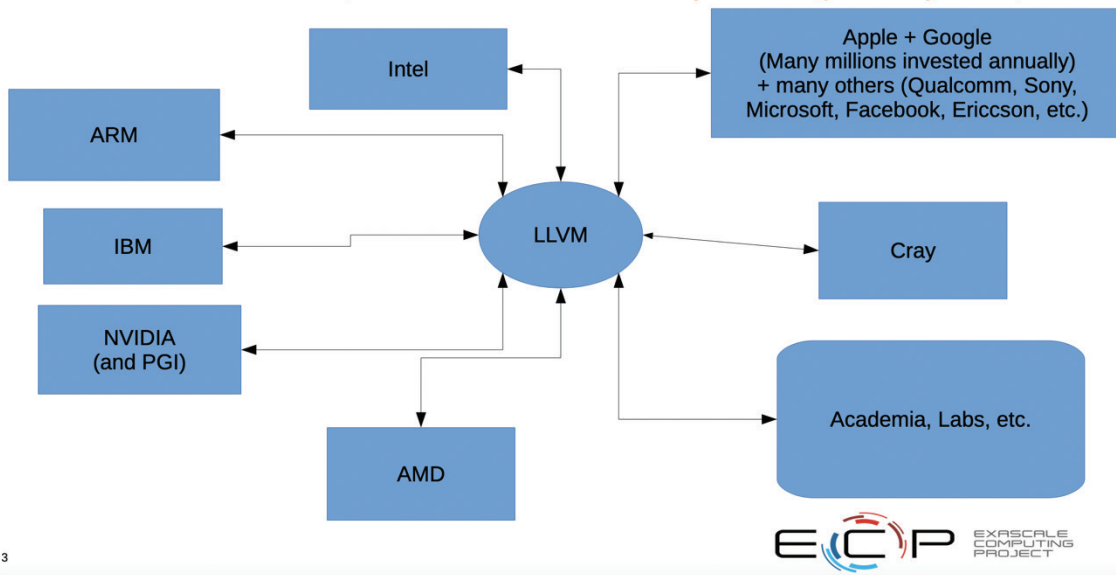 Intel
Apple + Google
(Many millions invested annually)
+ many others (Qualcomm, Sony,
Microsoft, Facebook, Ericcson, etc.)
ARM
IBM
LLVM
Cray
NVIDIA
(and PGI)
Academia, Labs, etc.
AMD
ECP
EXASCALE
COMPUTING
PROJECT
3